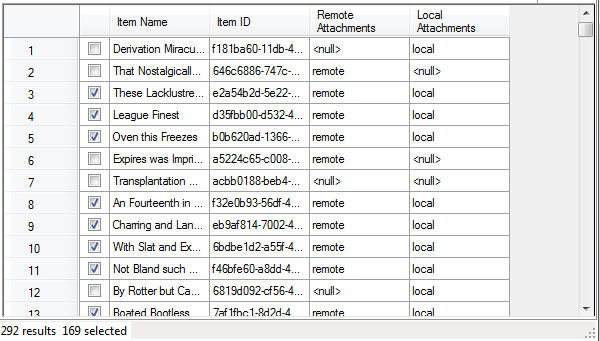 Item Name Item ID Remote Attachments Local Attachments
1 Derivation Miracu... f181ba60-11db-4... <null> local
2 That Nostalgicall... 646c6886-747c-... remote <null>
3 These Lacklustre... e2a54b2d-5e22-... remote local
4 League Finest d35fbb00-d532-4... remote local
5 Oven this Freezes b0b620ad-1366-... remote local
6 Expires was Impri... a5224c65-c008-... remote <null>
7 Transplantation ... acbb0188-beb4-... <null> <null>
8 An Fourteenth in ... f32e0b93-56df-4... remote local
9 Charring and Lan... eb9af814-7002-4... remote local
10 With Slat and Ex... 6bdbe1d2-a55f-4... remote local
11 Not Bland such ... f46bfe60-a8dd-4... remote local
12 By Rotter but Ca... 6819d092-cf56-4... <null> local
13 Boated Bootless 7af1fbc1-8d2d-4... remote local
292 results 169 selected